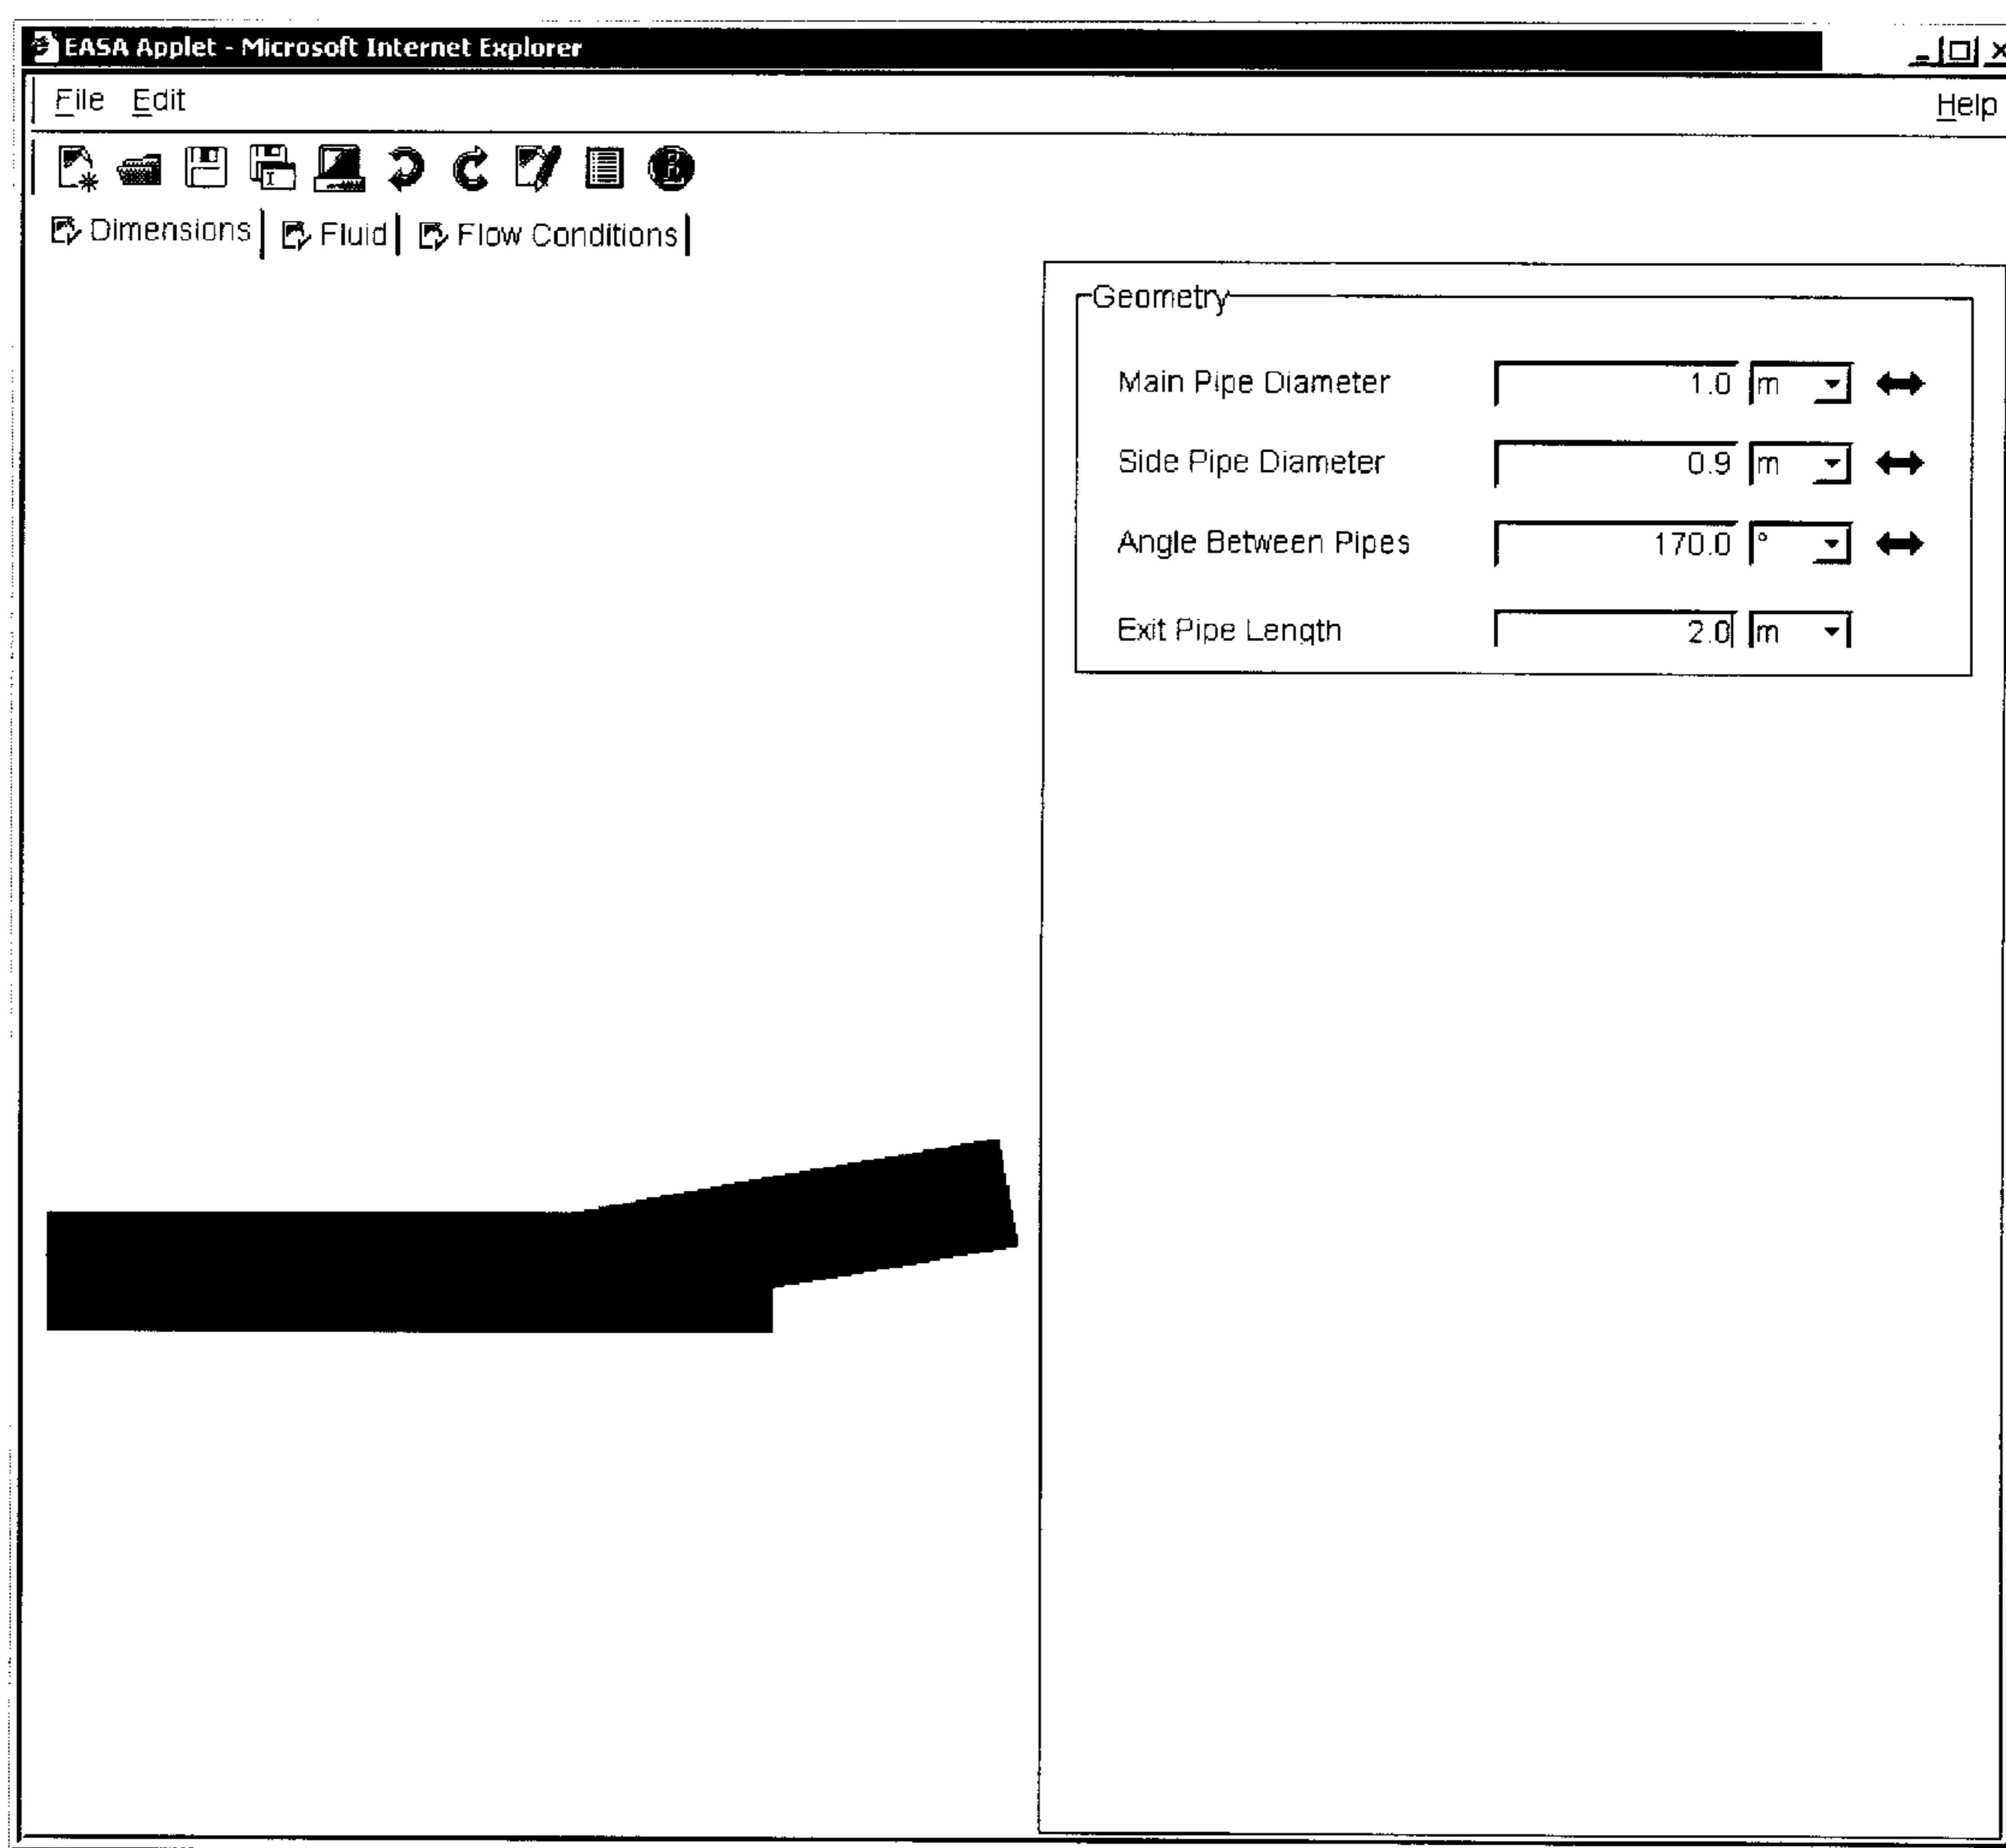 EASA Applet - Microsoft Internet Explorer
File Edit Help
Dimensions Fluid Flow Conditions
Geometry
Main Pipe Diameter 1.0 m
Side Pipe Diameter 0.9 m
Angle Between Pipes 170.0 °
Exit Pipe Length 2.0 m